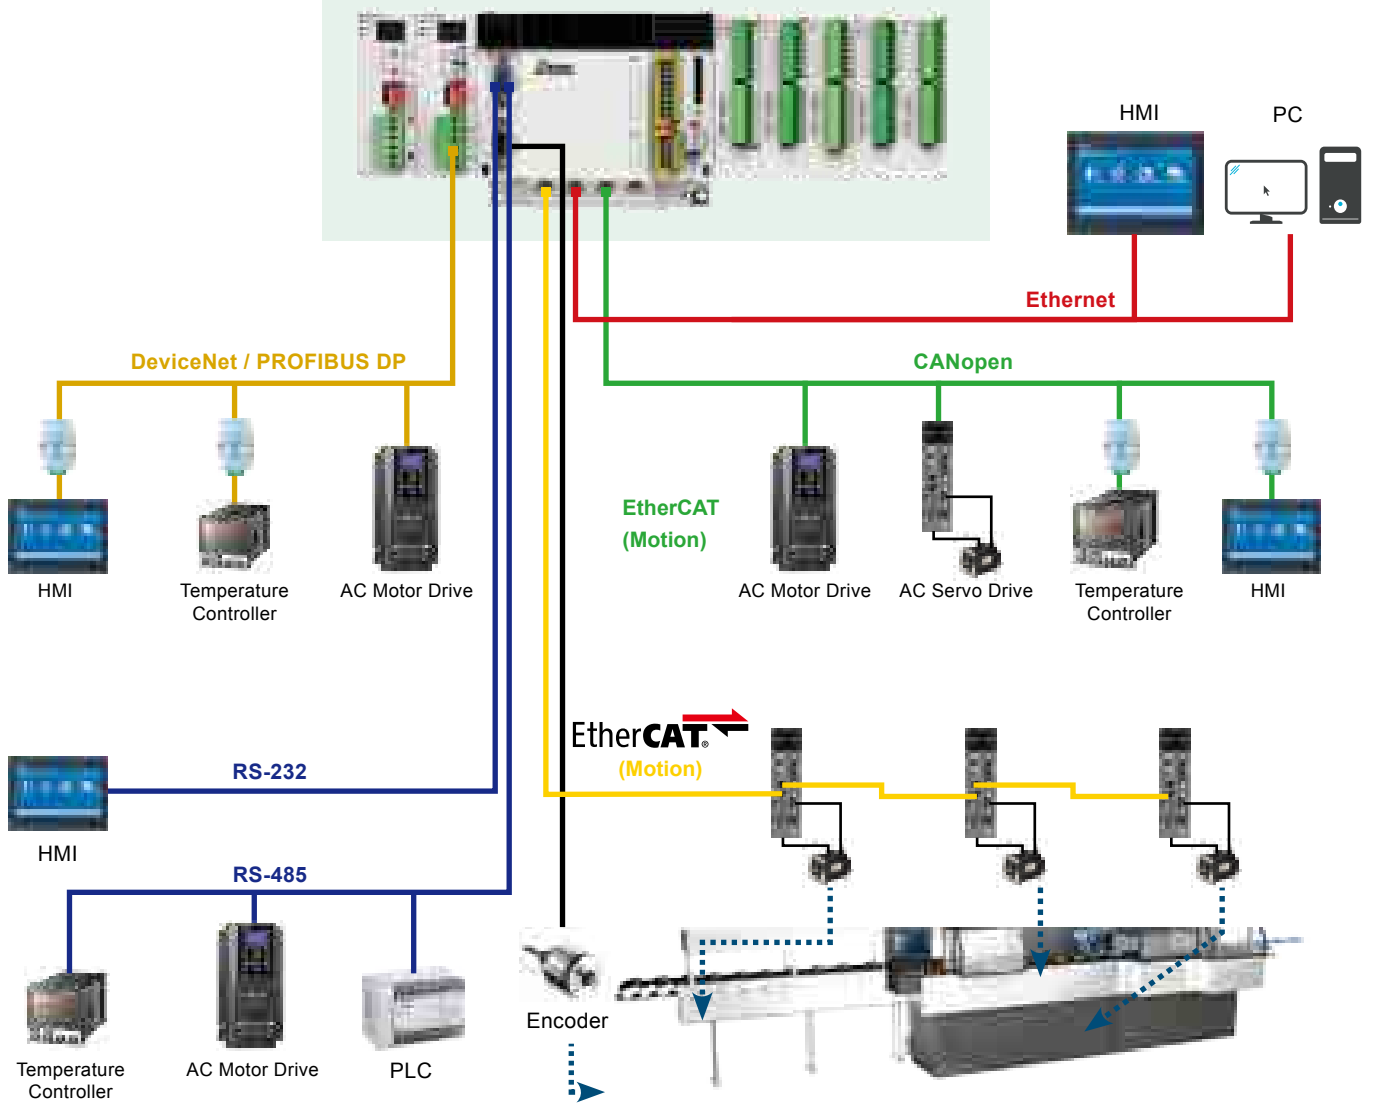 HMI
PC
Ethernet
DeviceNet / PROFIBUS DP
CANopen
EtherCAT
(Motion)
HMI
Temperature
Controller
AC Motor Drive
AC Motor Drive
AC Servo Drive
Temperature
Controller
HMI
EtherCAT®
(Motion)
RS-232
HMI
RS-485
Temperature
Controller
AC Motor Drive
PLC
Encoder